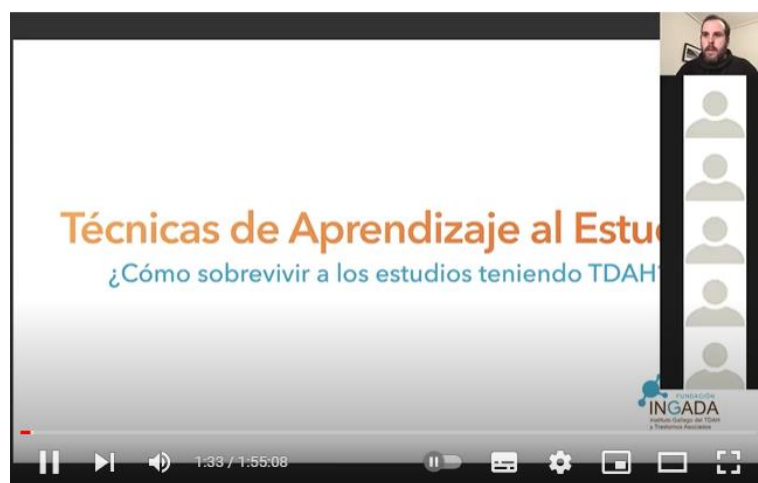 Técnicas de Aprendizaje al Estu
¿Cómo sobrevivir a los estudios teniendo TDAH?
FUNDACIÓN
INGADA
Instituto Gallego del TDAH
y Trastornos Asociados
1:33 / 1:55:08